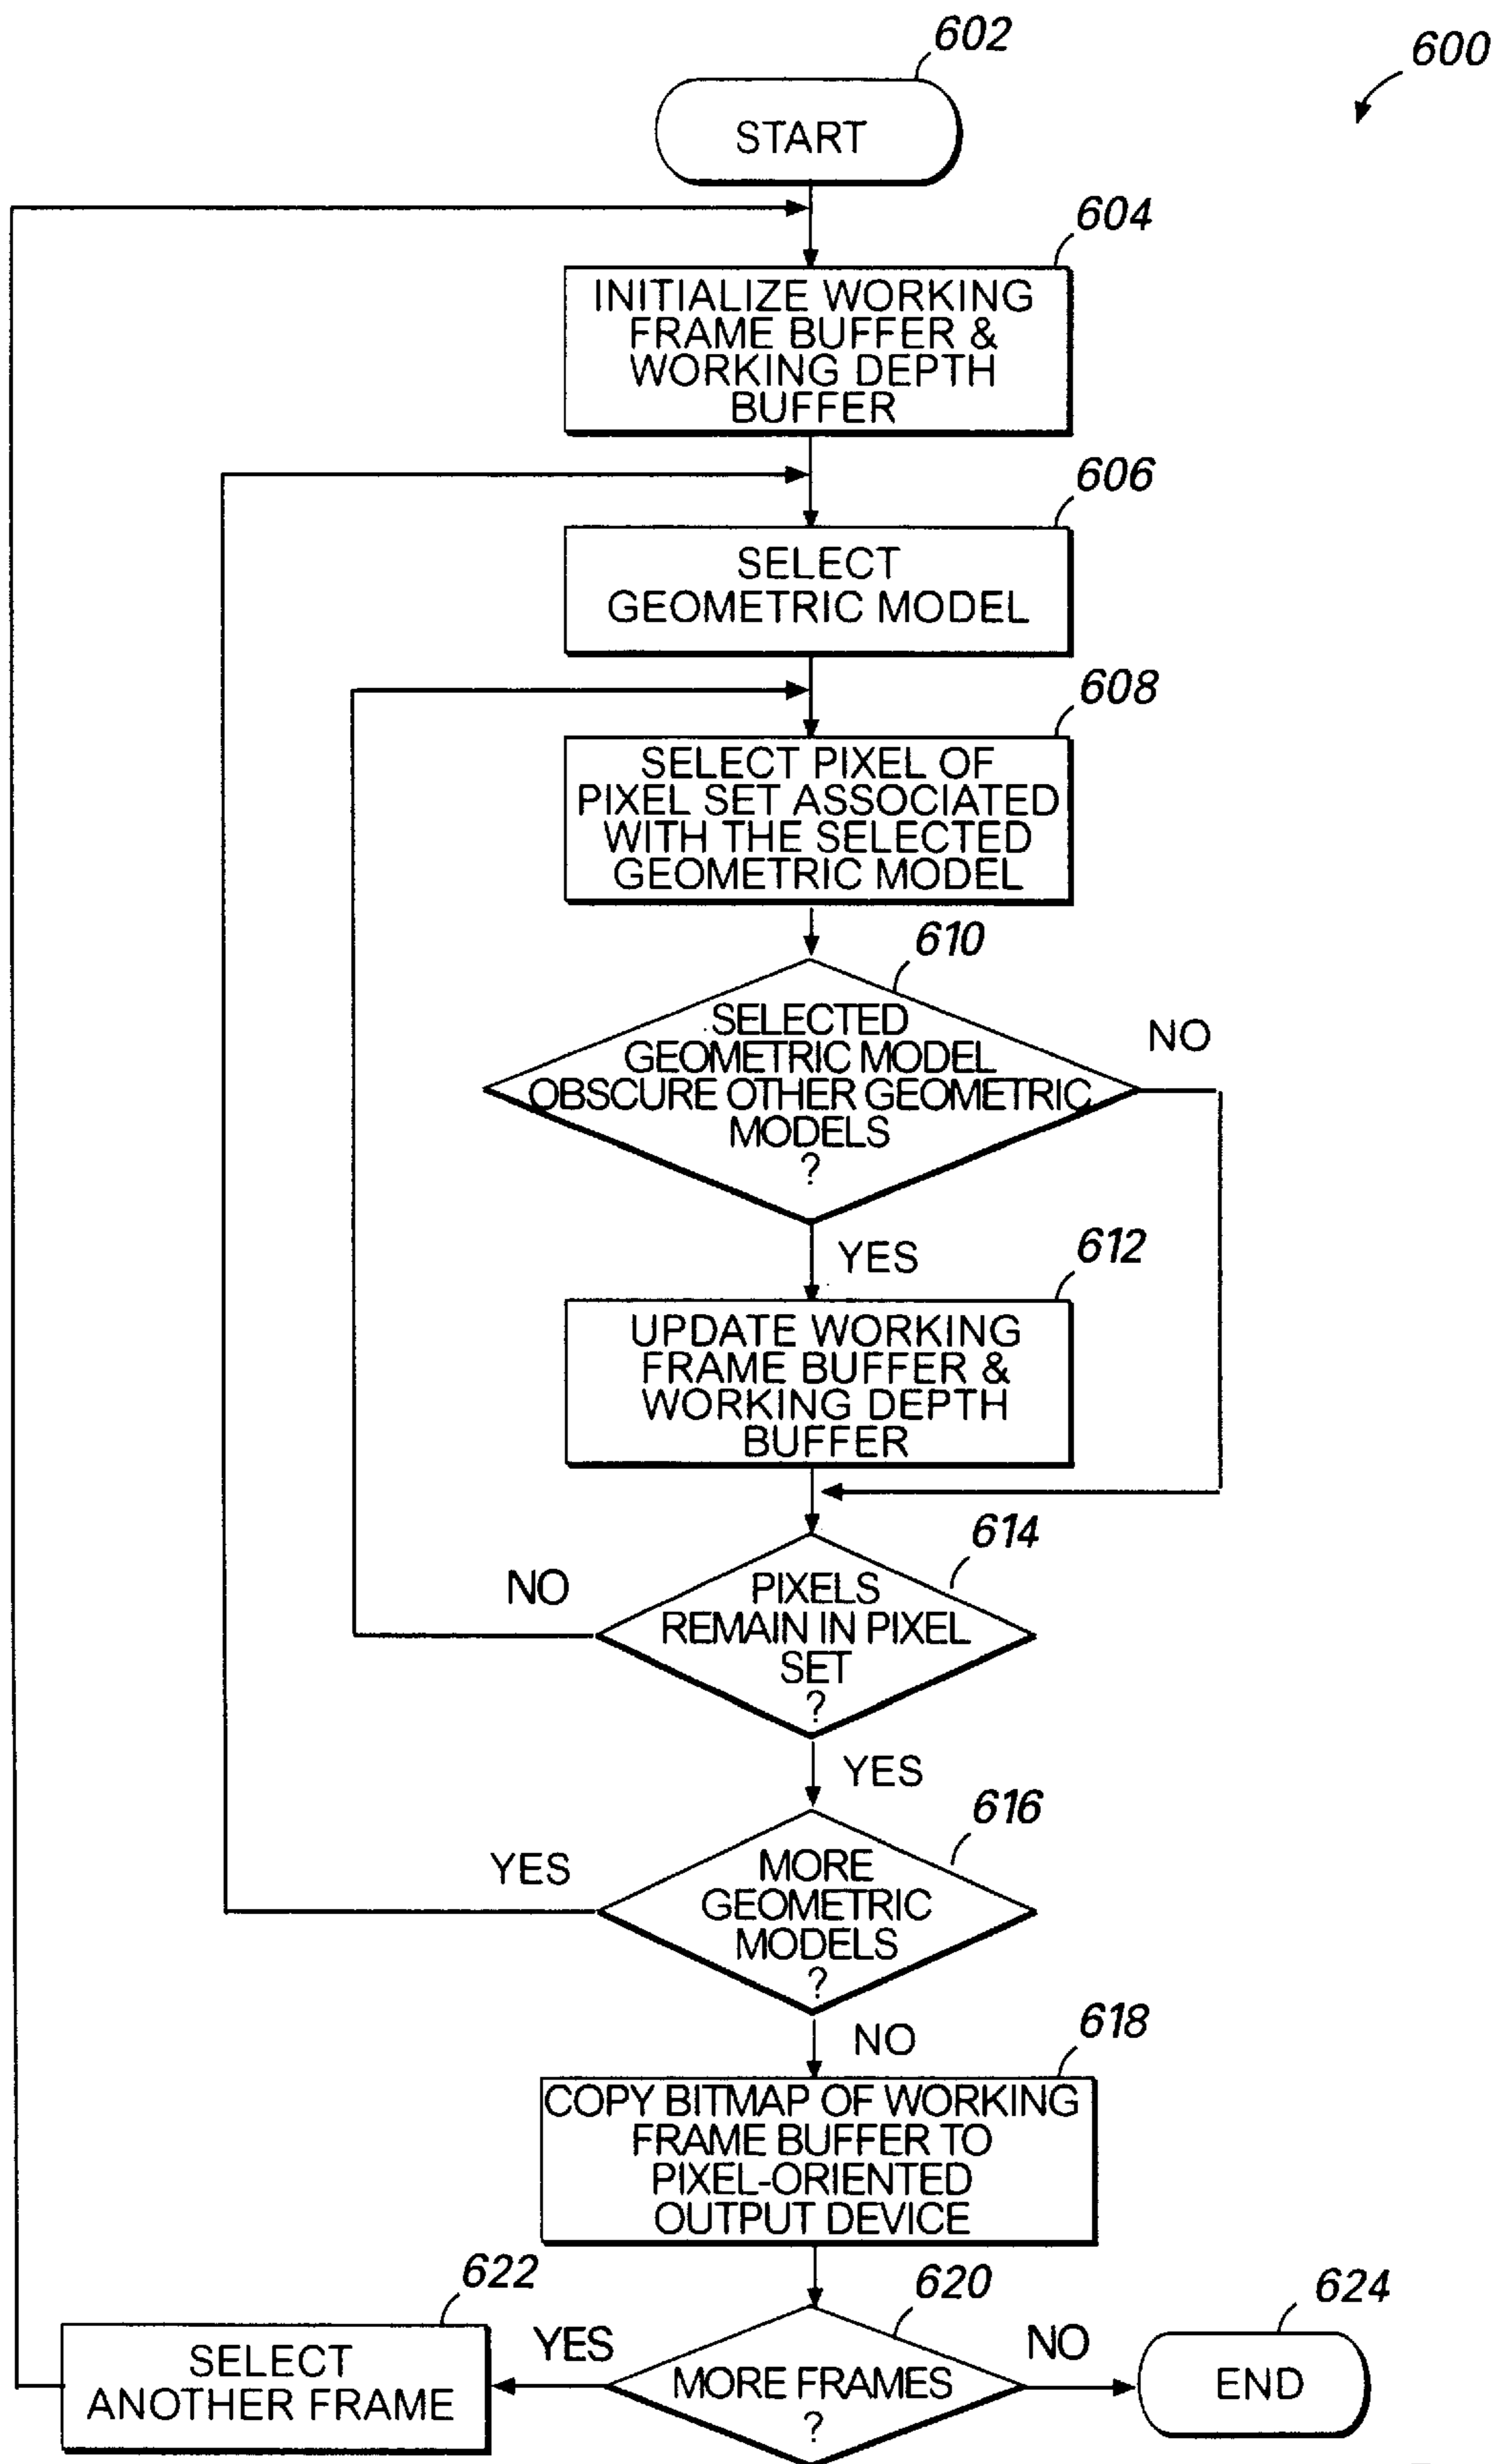 602
600
START
604
INITIALIZE WORKING
FRAME BUFFER &
WORKING DEPTH
BUFFER
606
SELECT
GEOMETRIC MODEL
608
SELECT PIXEL OF
PIXEL SET ASSOCIATED
WITH THE SELECTED
GEOMETRIC MODEL
610
SELECTED
GEOMETRIC MODEL
OBSCURE OTHER GEOMETRIC
MODELS
?
NO
YES
612
UPDATE WORKING
FRAME BUFFER &
WORKING DEPTH
BUFFER
614
NO
PIXELS
REMAIN IN PIXEL
SET
?
YES
616
YES
MORE
GEOMETRIC
MODELS
?
NO
618
COPY BITMAP OF WORKING
FRAME BUFFER TO
PIXEL-ORIENTED
OUTPUT DEVICE
622
620
624
SELECT
ANOTHER FRAME
YES
MORE FRAMES
?
NO
END